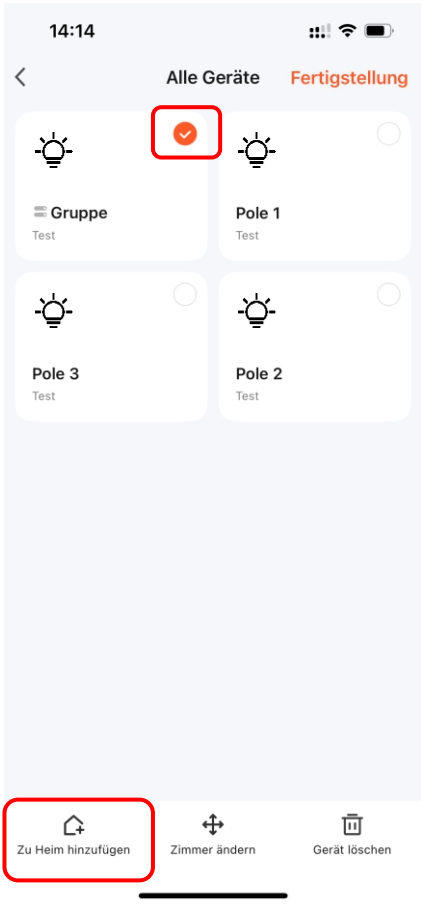 14:14
Alle Geräte Fertigstellung
Gruppe Pole 1
Test Test
Pole 3 Pole 2
Test Test
Zu Heim hinzufügen Zimmer ändern Gerät löschen